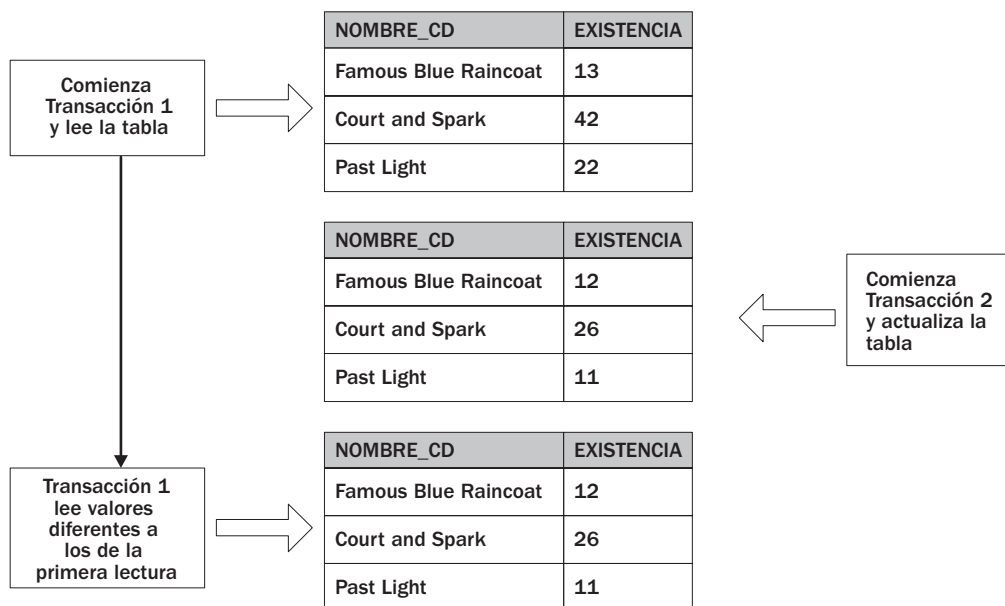 NOMBRE_CD EXISTENCIA
Famous Blue Raincoat 13
Court and Spark 42
Past Light 22
Comienza
Transacción 1
y lee la tabla
NOMBRE_CD EXISTENCIA
Famous Blue Raincoat 12
Court and Spark 26
Past Light 11
Comienza
Transacción 2
y actualiza la
tabla
Transacción 1
lee valores
diferentes a
los de la
primera lectura
NOMBRE_CD EXISTENCIA
Famous Blue Raincoat 12
Court and Spark 26
Past Light 11